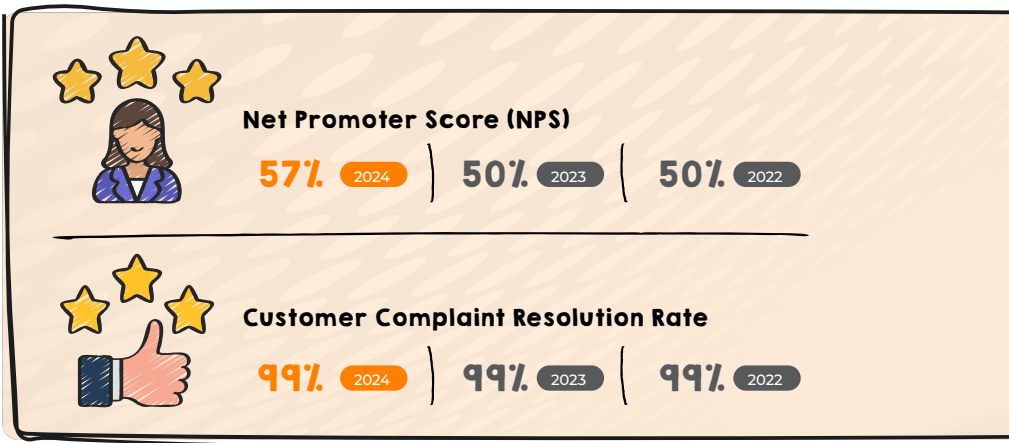 Net Promoter Score (NPS)
57% 2024 50% 2023 50% 2022
Customer Complaint Resolution Rate
99% 2024 99% 2023 99% 2022